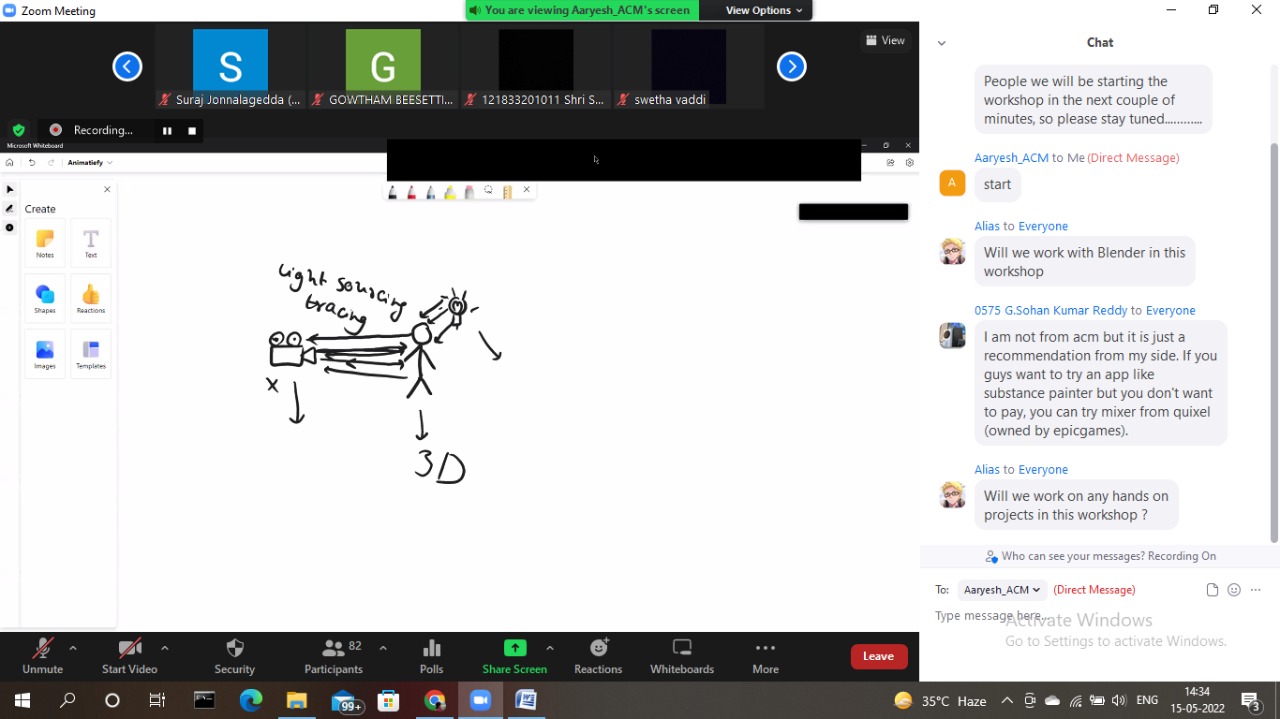 Zoom Meeting
You are viewing Aaryesh_ACM's screen
View Options
View
S
G
Suraj Jonnalagedda (...
GOWTHAM BEESETTI...
121833201011 Shri S...
swetha vaddi
Recording...
Microsoft Whiteboard
Animatiefy
Create
Notes
Text
Shapes
Reactions
Images
Templates
Light sourcing
tracing
X
3D
Chat
People we will be starting the
workshop in the next couple of
minutes, so please stay tuned..........
Aaryesh_ACM to Me (Direct Message)
A
start
Alias to Everyone
Will we work with Blender in this
workshop
0575 G.Sohan Kumar Reddy to Everyone
I am not from acm but it is just a
recommendation from my side. If you
guys want to try an app like
substance painter but you don't want
to pay, you can try mixer from quixel
(owned by epicgames).
Alias to Everyone
Will we work on any hands on
projects in this workshop ?
Who can see your messages? Recording On
To: Aaryesh_ACM (Direct Message)
Type message here...
Activate Windows
Go to Settings to activate Windows.
Unmute
Start Video
Security
82
Participants
Polls
Share Screen
Reactions
Whiteboards
More
Leave
99+
35°C Haze
ENG
14:34
15-05-2022
3